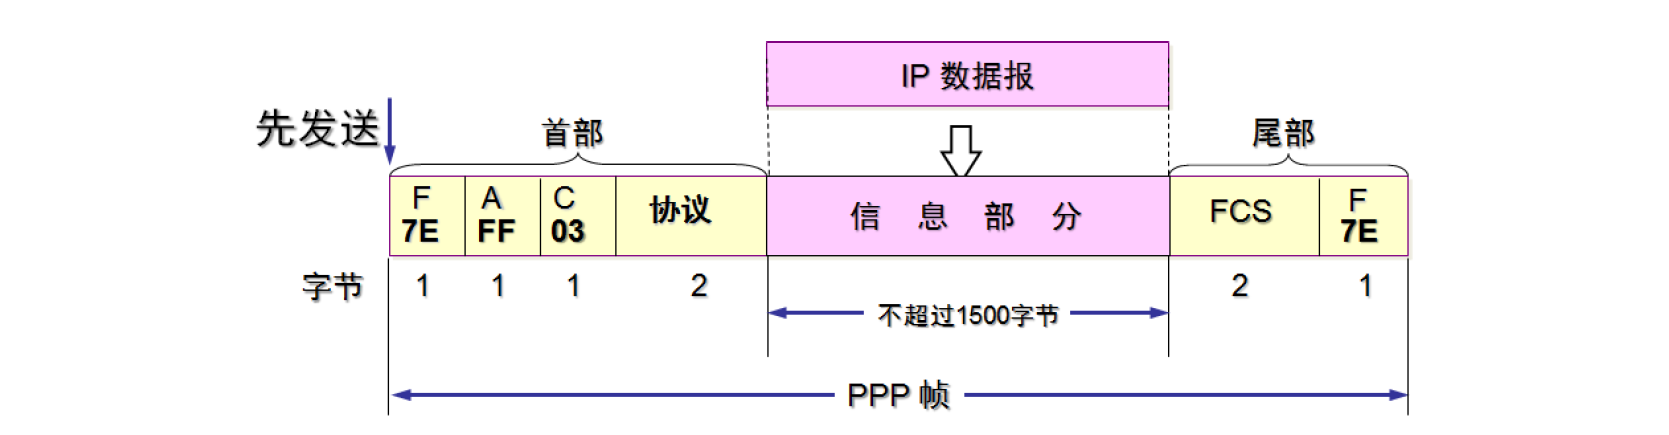 IP 数据报
先发送
首部
尾部
F A C 协议 信 息 部 分 FCS F
7E FF 03 7E
字节 1 1 1 2 2 1
不超过1500字节
PPP 帧